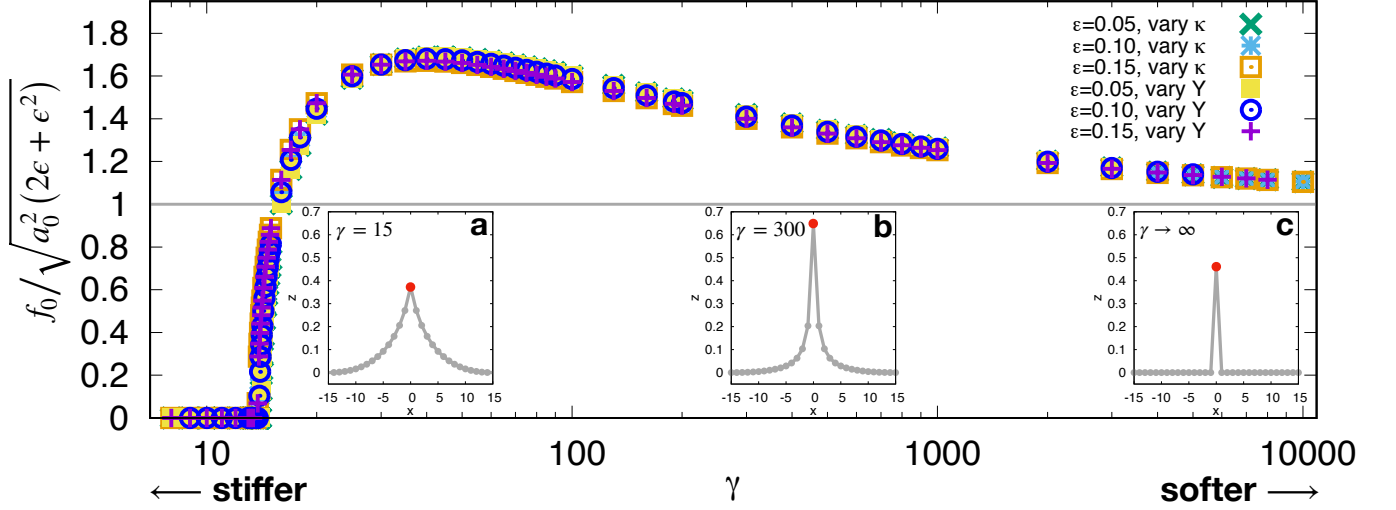 f₀/√a₀² (2ϵ + ϵ²)
1.8
1.6
1.4
1.2
1
0.8
0.6
0.4
0.2
0
ε=0.05, vary κ
ε=0.10, vary κ
ε=0.15, vary κ
ε=0.05, vary Y
ε=0.10, vary Y
ε=0.15, vary Y
γ = 15
a
z
0.7
0.6
0.5
0.4
0.3
0.2
0.1
0
-15 -10 -5 0 5 10 15
x
γ = 300
b
z
0.7
0.6
0.5
0.4
0.3
0.2
0.1
0
-15 -10 -5 0 5 10 15
x
γ → ∞
c
z
0.7
0.6
0.5
0.4
0.3
0.2
0.1
0
-15 -10 -5 0 5 10 15
x
10 100 1000 10000
⟵ stiffer γ softer ⟶